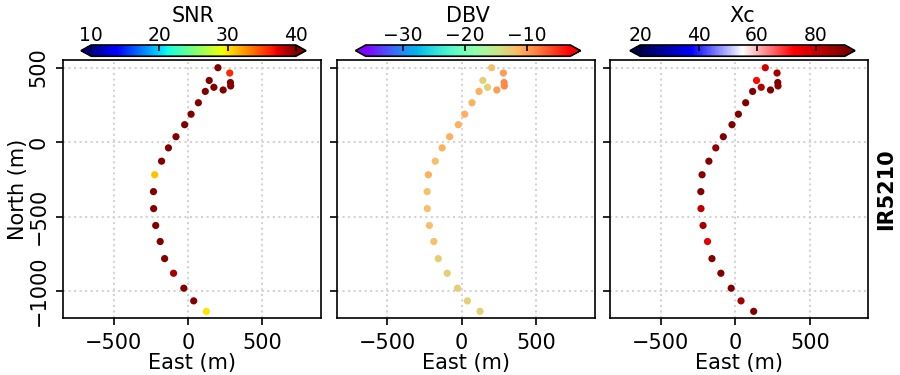 SNR DBV Xc
10 20 30 40 −30 −20 −10 20 40 60 80
500
0
−500
−1000
North (m)
IR5210
−500 0 500 −500 0 500 −500 0 500
East (m) East (m) East (m)